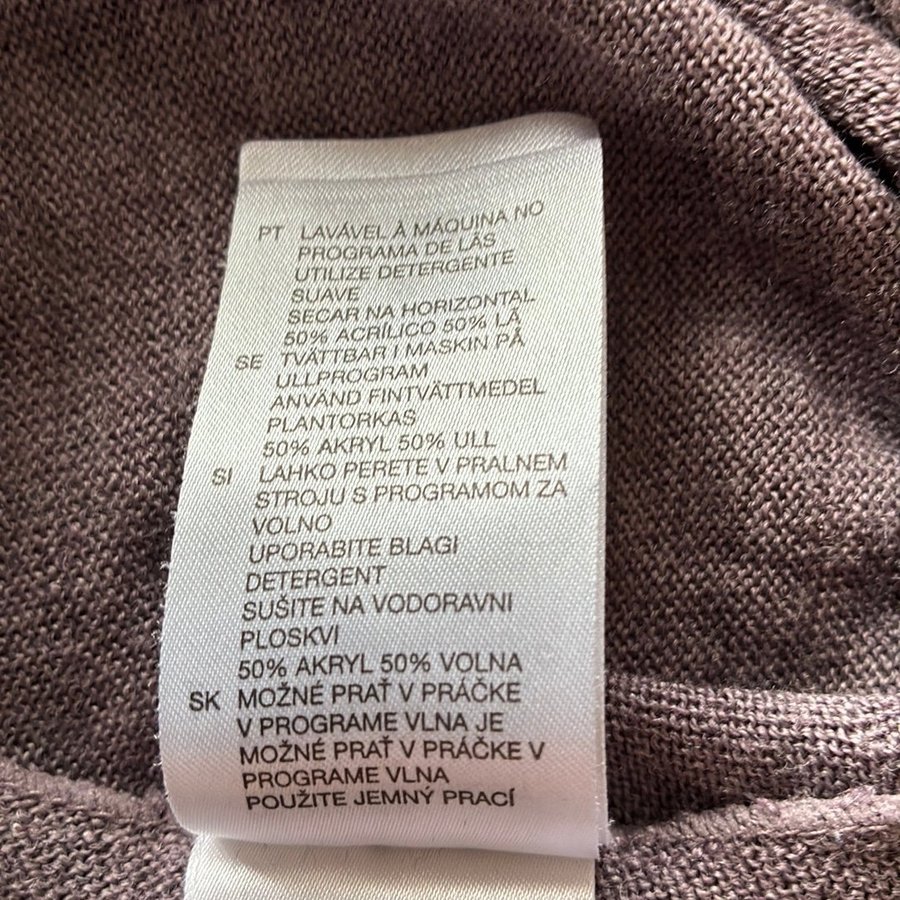 PT LAVÁVEL À MÁQUINA NO
PROGRAMA DE LÃS
UTILIZE DETERGENTE
SUAVE
SECAR NA HORIZONTAL
50% ACRÍLICO 50% LÃ
SE TVÄTTBAR I MASKIN PÅ
ULLPROGRAM
ANVÄND FINTVÄTTMEDEL
PLANTORKAS
50% AKRYL 50% ULL
SI LAHKO PERETE V PRALNEM
STROJU S PROGRAMOM ZA
VOLNO
UPORABITE BLAGI
DETERGENT
SUŠITE NA VODORAVNI
PLOSKVI
50% AKRYL 50% VOLNA
SK MOŽNÉ PRAŤ V PRÁČKE
V PROGRAME VLNA JE
MOŽNÉ PRAŤ V PRÁČKE V
PROGRAME VLNA
POUŽITE JEMNÝ PRACÍ